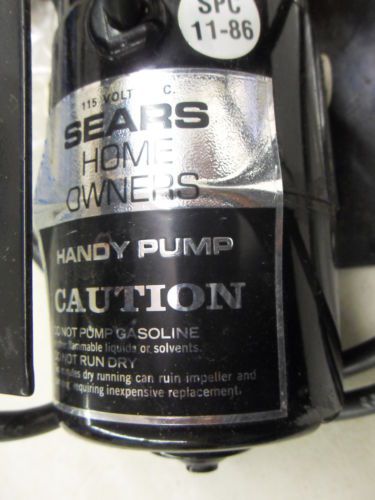 SPC
11-86
115 VOLT C.
SEARS
HOME
OWNERS
HANDY PUMP
CAUTION
DO NOT PUMP GASOLINE
flammable liquids or solvents.
NOT RUN DRY
minutes dry running can ruin impeller and
requiring inexpensive replacement.